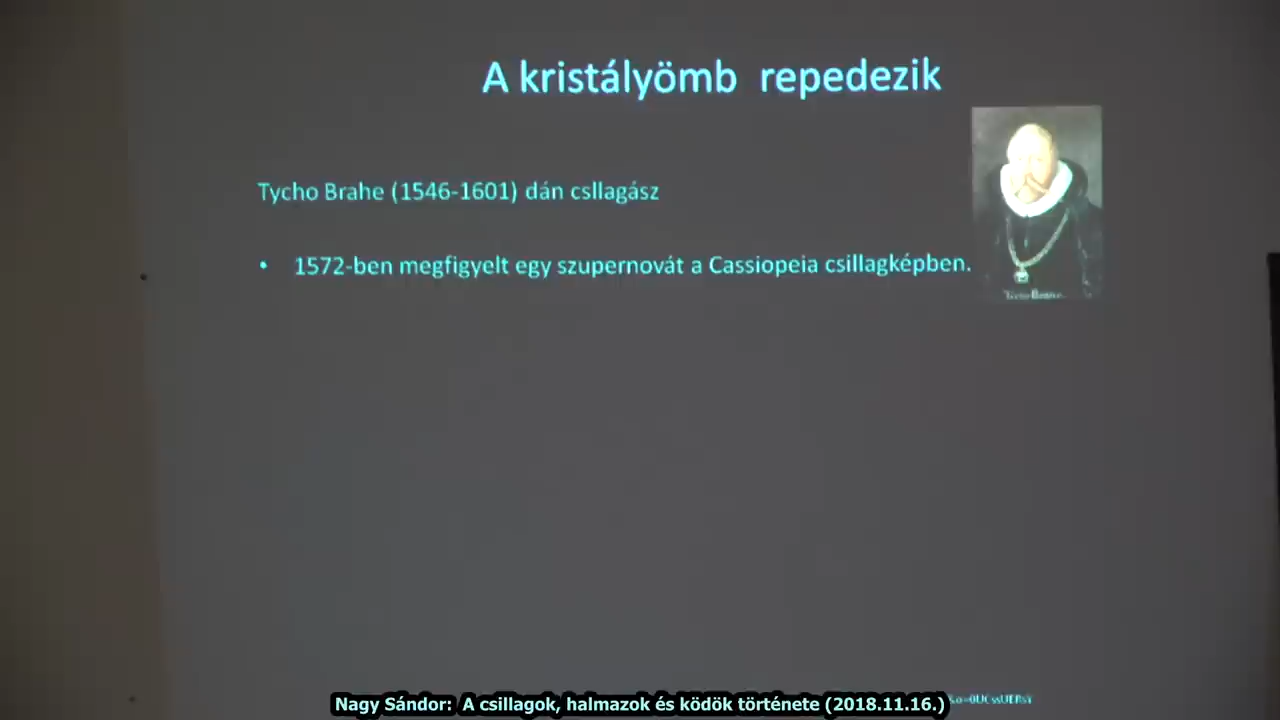 A kristályömb repedezik
Tycho Brahe (1546-1601) dán csllagász
• 1572-ben megfigyelt egy szupernovát a Cassiopeia csillagképben.
Nagy Sándor: A csillagok, halmazok és ködök története (2018.11.16.)